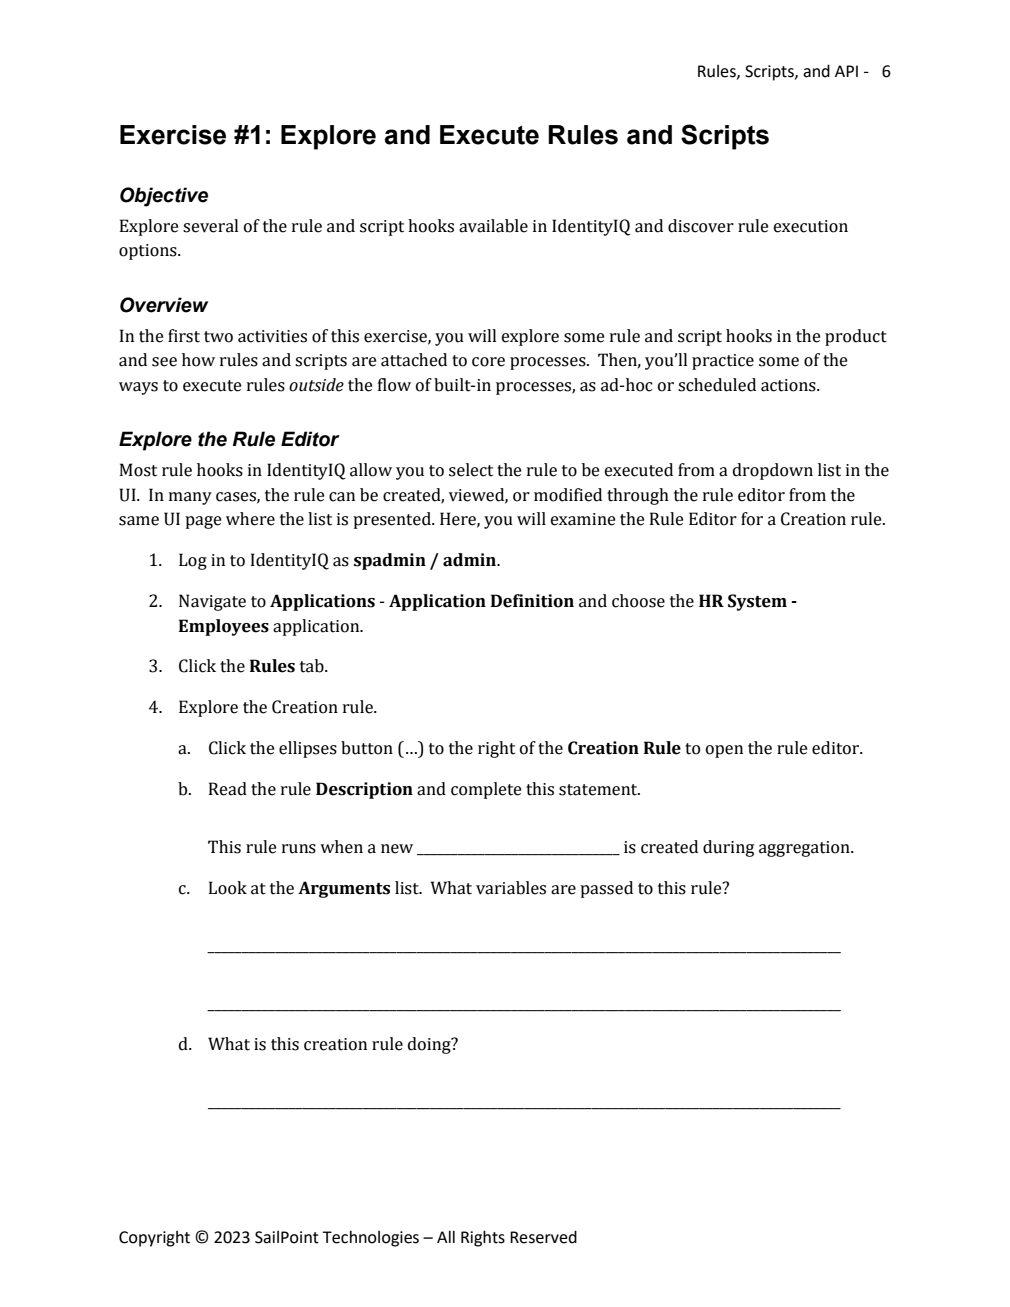 Rules, Scripts, and API -   6
Exercise #1: Explore and Execute Rules and Scripts
Objective
Explore several of the rule and script hooks available in IdentityIQ and discover rule execution
options.
Overview
In the first two activities of this exercise, you will explore some rule and script hooks in the product
and see how rules and scripts are attached to core processes.  Then, you’ll practice some of the
ways to execute rules outside the flow of built-in processes, as ad-hoc or scheduled actions.
Explore the Rule Editor
Most rule hooks in IdentityIQ allow you to select the rule to be executed from a dropdown list in the
UI.  In many cases, the rule can be created, viewed, or modified through the rule editor from the
same UI page where the list is presented. Here, you will examine the Rule Editor for a Creation rule.
1. Log in to IdentityIQ as spadmin / admin.
2. Navigate to Applications - Application Definition and choose the HR System -
Employees application.
3. Click the Rules tab.
4. Explore the Creation rule.
a. Click the ellipses button (…) to the right of the Creation Rule to open the rule editor.
b. Read the rule Description and complete this statement.
This rule runs when a new _________________________ is created during aggregation.
c. Look at the Arguments list.  What variables are passed to this rule?
______________________________________________________________________________
______________________________________________________________________________
d. What is this creation rule doing?
______________________________________________________________________________
Copyright © 2023 SailPoint Technologies – All Rights Reserved